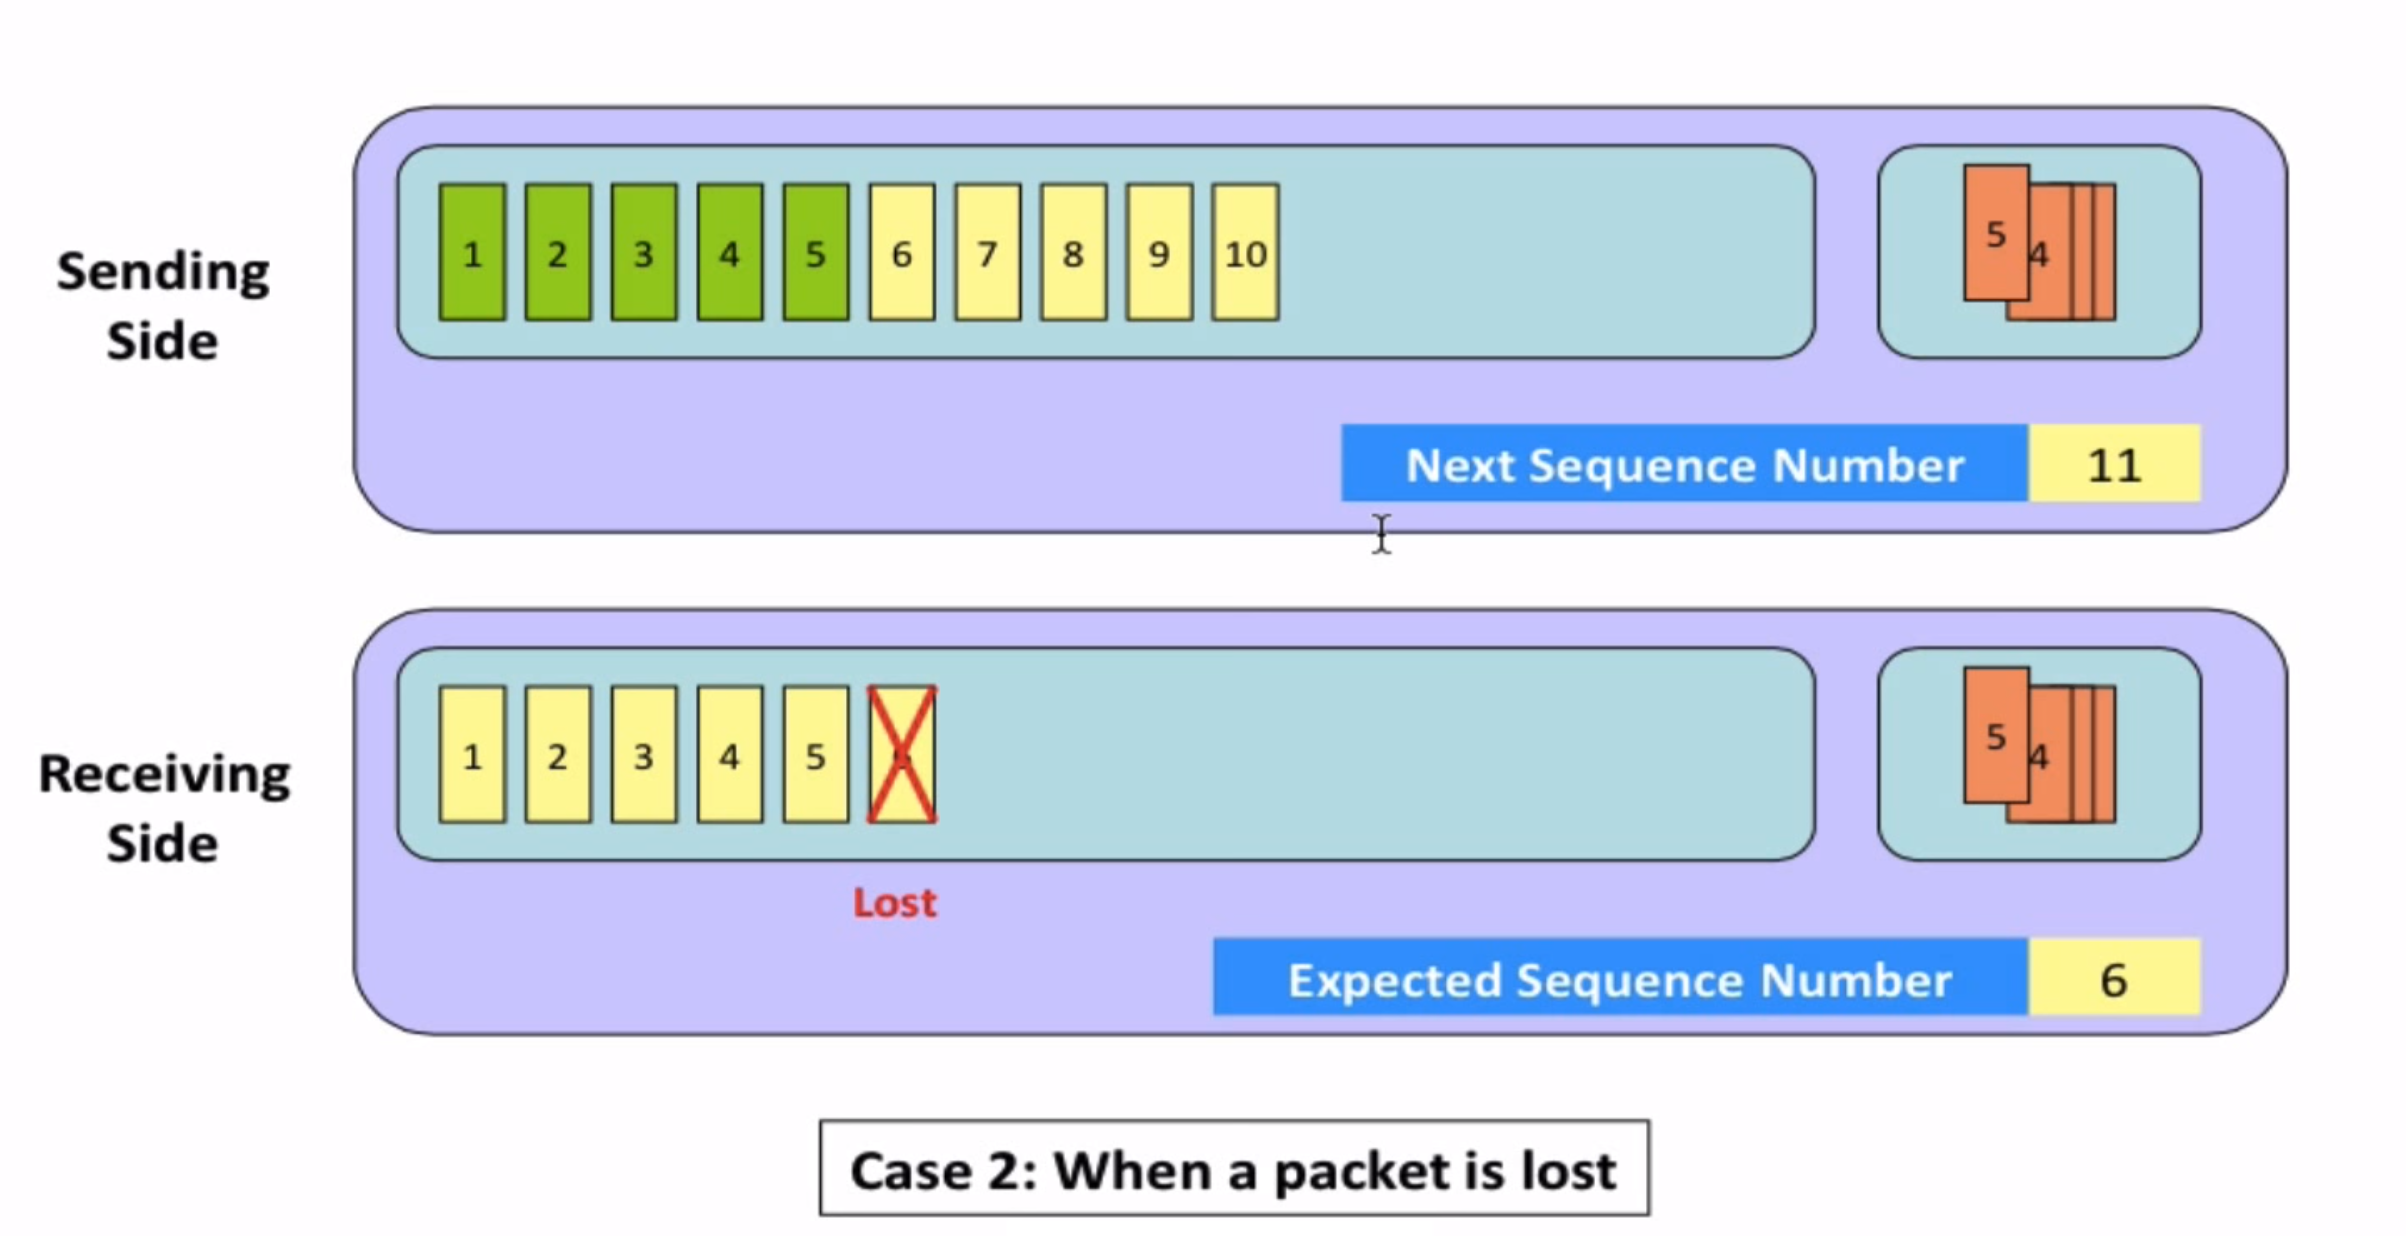 1 2 3 4 5 6 7 8 9 10
5 4
Sending
Side
Next Sequence Number 11
1 2 3 4 5
5 4
Receiving
Side
Lost
Expected Sequence Number 6
Case 2: When a packet is lost